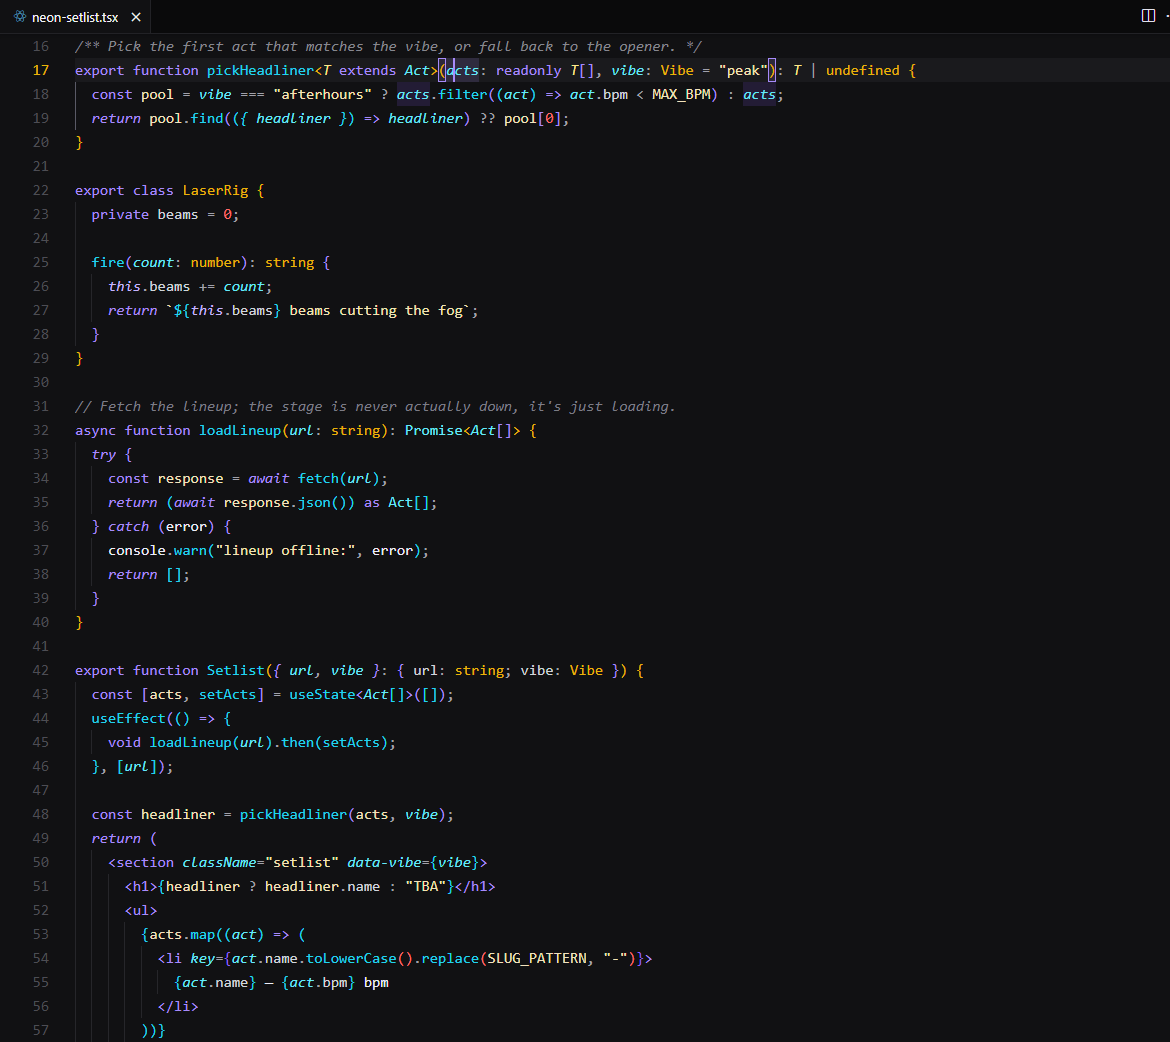 neon-setlist.tsx
16 /** Pick the first act that matches the vibe, or fall back to the opener. */
17 export function pickHeadliner<T extends Act>(acts: readonly T[], vibe: Vibe = "peak"): T | undefined {
18   const pool = vibe === "afterhours" ? acts.filter((act) => act.bpm < MAX_BPM) : acts;
19   return pool.find(({ headliner }) => headliner) ?? pool[0];
20 }
21
22 export class LaserRig {
23   private beams = 0;
24
25   fire(count: number): string {
26     this.beams += count;
27     return `${this.beams} beams cutting the fog`;
28   }
29 }
30
31 // Fetch the lineup; the stage is never actually down, it's just loading.
32 async function loadLineup(url: string): Promise<Act[]> {
33   try {
34     const response = await fetch(url);
35     return (await response.json()) as Act[];
36   } catch (error) {
37     console.warn("lineup offline:", error);
38     return [];
39   }
40 }
41
42 export function Setlist({ url, vibe }: { url: string; vibe: Vibe }) {
43   const [acts, setActs] = useState<Act[]>([]);
44   useEffect(() => {
45     void loadLineup(url).then(setActs);
46   }, [url]);
47
48   const headliner = pickHeadliner(acts, vibe);
49   return (
50     <section className="setlist" data-vibe={vibe}>
51       <h1>{headliner ? headliner.name : "TBA"}</h1>
52       <ul>
53         {acts.map((act) => (
54           <li key={act.name.toLowerCase().replace(SLUG_PATTERN, "-")}>
55             {act.name} — {act.bpm} bpm
56           </li>
57         ))}